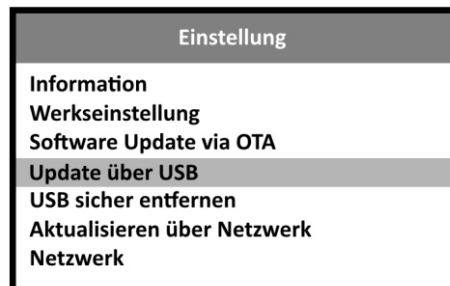 Einstellung
Information
Werkseinstellung
Software Update via OTA
Update über USB
USB sicher entfernen
Aktualisieren über Netzwerk
Netzwerk